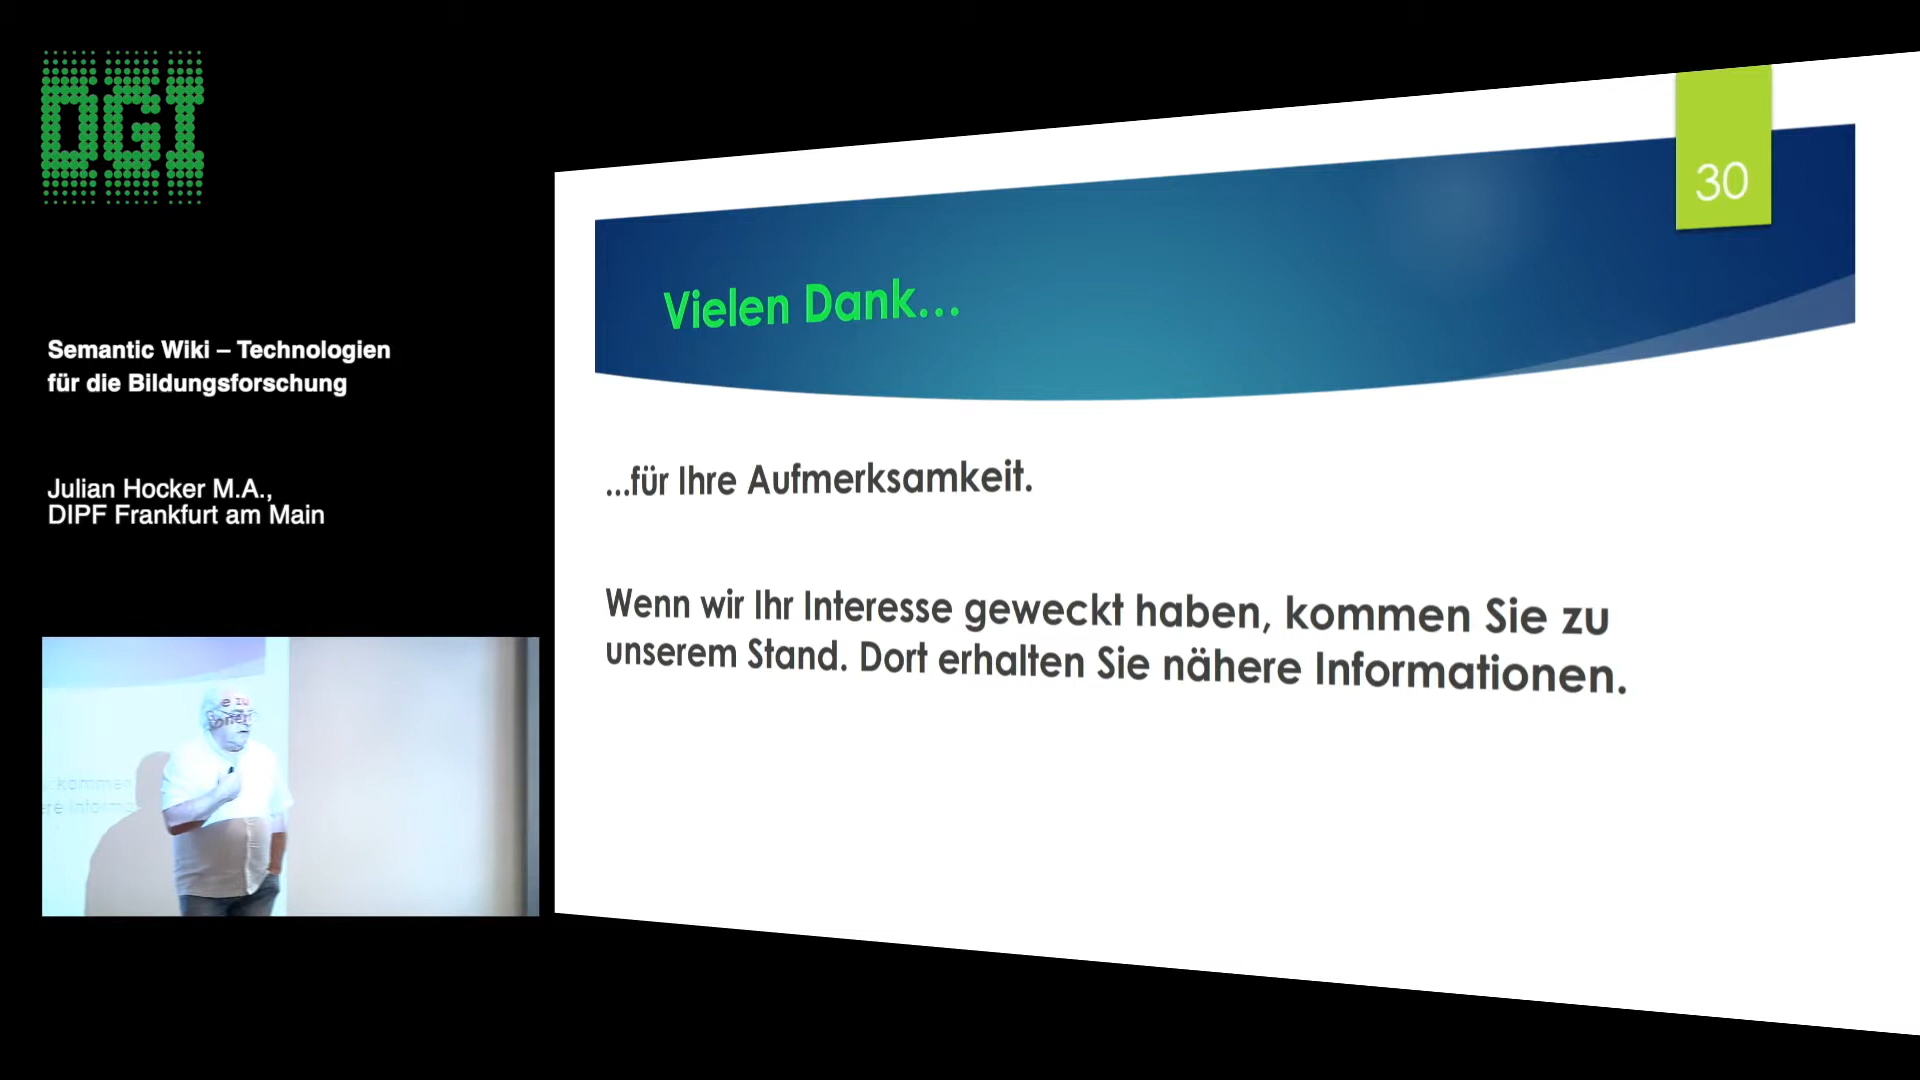 DGI
Semantic Wiki – Technologien
für die Bildungsforschung
Julian Hocker M.A.,
DIPF Frankfurt am Main
30
Vielen Dank...
...für Ihre Aufmerksamkeit.
Wenn wir Ihr Interesse geweckt haben, kommen Sie zu
unserem Stand. Dort erhalten Sie nähere Informationen.
kommen